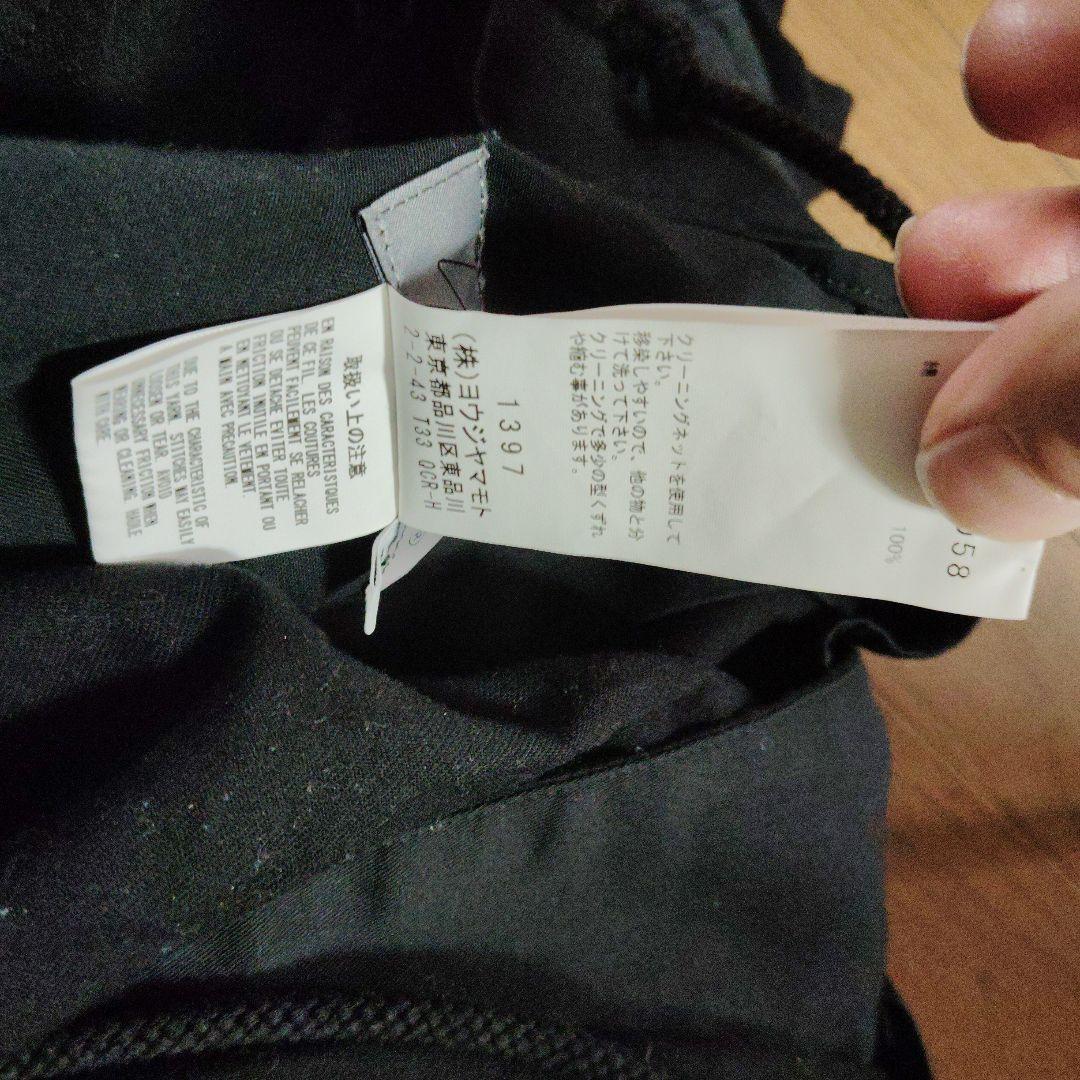 58
綿
100%
クリーニングネットを使用して
下さい。
移染しやすいので、他の物と分
けて洗って下さい。
クリーニングで多少の型くずれ
や縮む事があります。
1397
(株)ヨウジヤマモト
東京都品川区東品川
2-2-43 T33 QCR-H
取扱い上の注意
EN RAISON DES CARACTERISTIQUES
DE CE FIL, LES COUTURES
PEUVENT FACILEMENT SE RELACHER
OU SE DETACHER EVITER TOUTE
FRICTION INUTILE EN PORTANT OU
EN NETTOYANT LE VETEMENT.
A MAIN AVEC PRECAUTION.
DUE TO THE CHARACTERISTIC OF
THIS YARN, STITCHES MAY EASILY
LOOSEN OR TEAR. AVOID
UNNECESSARY FRICTION WHEN
WEARING OR CLEANING HANLE
WITH CARE